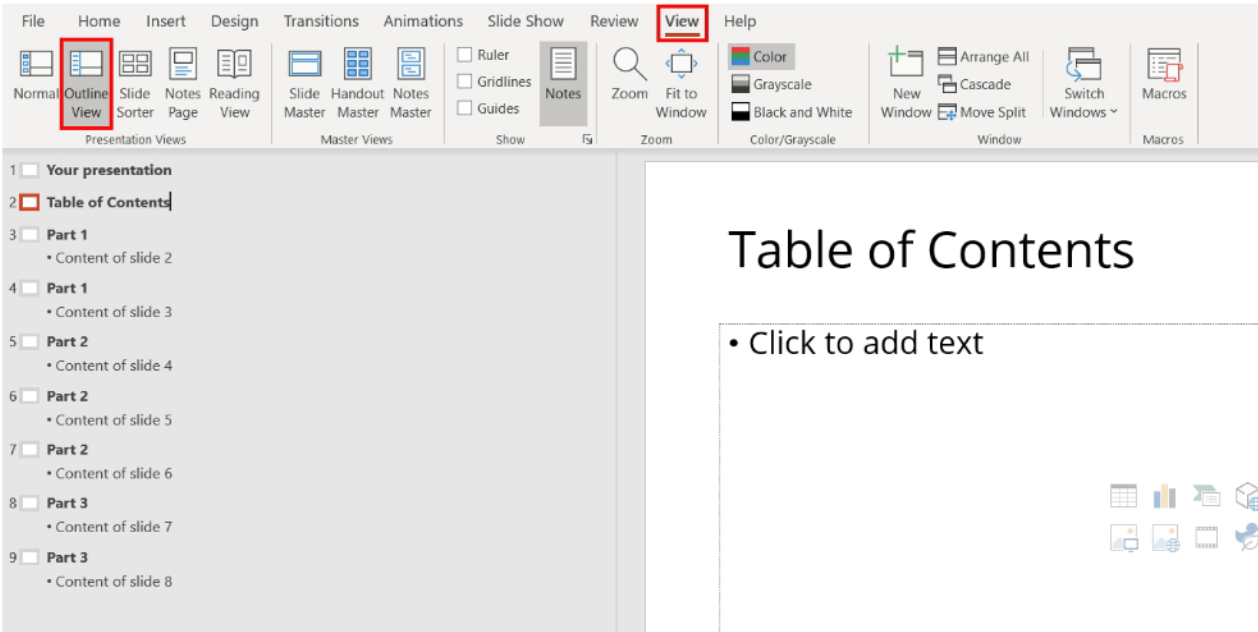 File Home Insert Design Transitions Animations Slide Show Review View Help
Normal Outline View Slide Sorter Notes Page Reading View
Presentation Views
Slide Master Handout Master Notes Master
Master Views
Ruler
Gridlines
Guides
Notes
Show
Zoom Fit to Window
Zoom
Color
Grayscale
Black and White
Color/Grayscale
New Window
Arrange All
Cascade
Move Split
Switch Windows
Window
Macros
Macros
1 Your presentation
2 Table of Contents
3 Part 1
• Content of slide 2
4 Part 1
• Content of slide 3
5 Part 2
• Content of slide 4
6 Part 2
• Content of slide 5
7 Part 2
• Content of slide 6
8 Part 3
• Content of slide 7
9 Part 3
• Content of slide 8
Table of Contents
• Click to add text